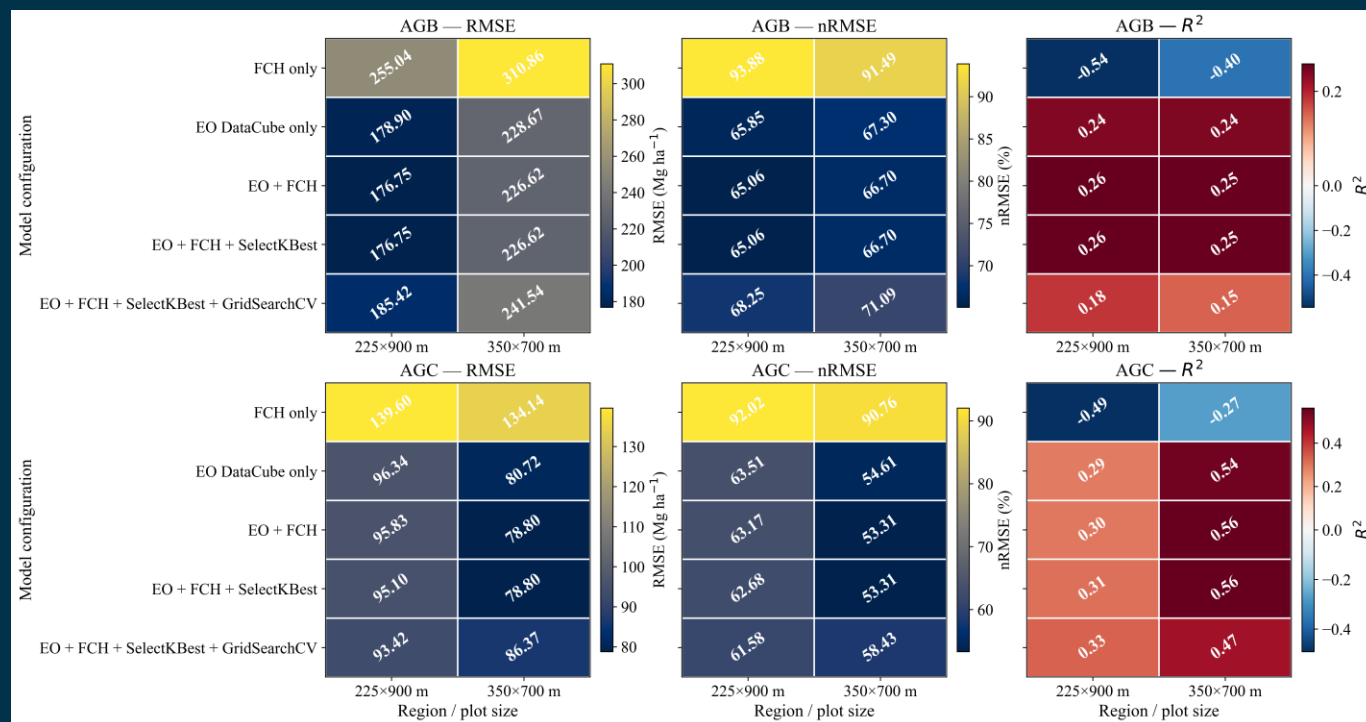 AGB — RMSE
AGB — nRMSE
AGB — R²
Model configuration
FCH only
255.04
310.86
93.88
91.49
-0.54
-0.40
EO DataCube only
178.90
228.67
65.85
67.30
0.24
0.24
EO + FCH
176.75
226.62
65.06
66.70
0.26
0.25
EO + FCH + SelectKBest
176.75
226.62
65.06
66.70
0.26
0.25
EO + FCH + SelectKBest + GridSearchCV
185.42
241.54
68.25
71.09
0.18
0.15
225×900 m
350×700 m
225×900 m
350×700 m
225×900 m
350×700 m
300
280
260
240
220
200
180
RMSE (Mg ha⁻¹)
90
85
80
75
70
nRMSE (%)
0.2
0.0
−0.2
−0.4
R²
AGC — RMSE
AGC — nRMSE
AGC — R²
Model configuration
FCH only
139.60
134.14
92.02
90.76
-0.49
-0.27
EO DataCube only
96.34
80.72
63.51
54.61
0.29
0.54
EO + FCH
95.83
78.80
63.17
53.31
0.30
0.56
EO + FCH + SelectKBest
95.10
78.80
62.68
53.31
0.31
0.56
EO + FCH + SelectKBest + GridSearchCV
93.42
86.37
61.58
58.43
0.33
0.47
225×900 m
350×700 m
225×900 m
350×700 m
225×900 m
350×700 m
Region / plot size
Region / plot size
Region / plot size
130
120
110
100
90
80
RMSE (Mg ha⁻¹)
90
80
70
60
nRMSE (%)
0.4
0.2
0.0
−0.2
−0.4
R²